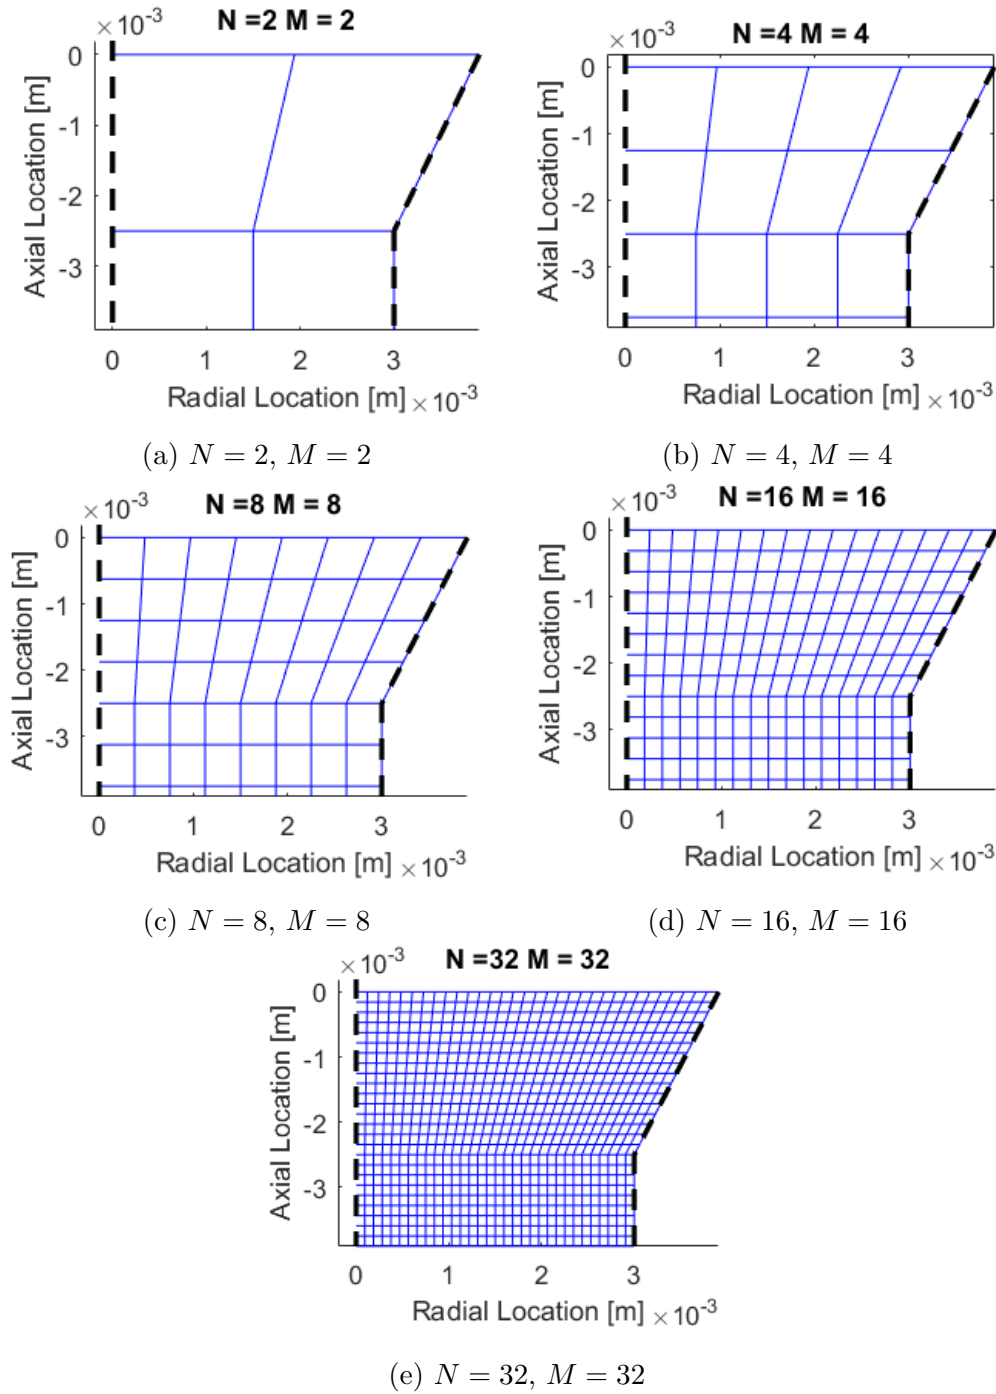 ×10⁻³ N =2 M = 2
×10⁻³ N =4 M = 4
Axial Location [m]
0
-1
-2
-3
0 1 2 3
Radial Location [m] ×10⁻³
Axial Location [m]
0
-1
-2
-3
0 1 2 3
Radial Location [m] ×10⁻³
(a) N = 2, M = 2
(b) N = 4, M = 4
×10⁻³ N =8 M = 8
×10⁻³ N =16 M = 16
Axial Location [m]
0
-1
-2
-3
0 1 2 3
Radial Location [m] ×10⁻³
Axial Location [m]
0
-1
-2
-3
0 1 2 3
Radial Location [m] ×10⁻³
(c) N = 8, M = 8
(d) N = 16, M = 16
×10⁻³ N =32 M = 32
Axial Location [m]
0
-1
-2
-3
0 1 2 3
Radial Location [m] ×10⁻³
(e) N = 32, M = 32